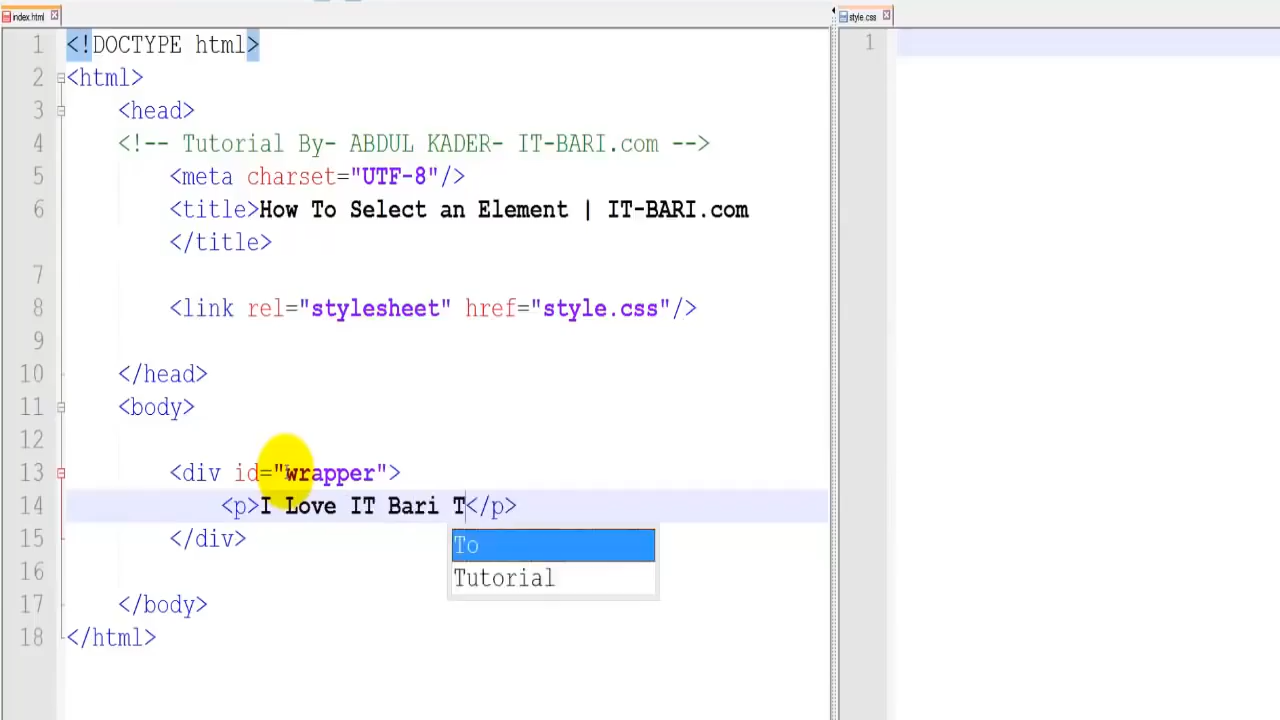 index.html
style.css
1 <!DOCTYPE html>
2 <html>
3 <head>
4 <!-- Tutorial By- ABDUL KADER- IT-BARI.com -->
5 <meta charset="UTF-8"/>
6 <title>How To Select an Element | IT-BARI.com
</title>
7
8 <link rel="stylesheet" href="style.css"/>
9
10 </head>
11 <body>
12
13 <div id="wrapper">
14 <p>I Love IT Bari T</p>
15 </div>
To
Tutorial
16
17 </body>
18 </html>
1